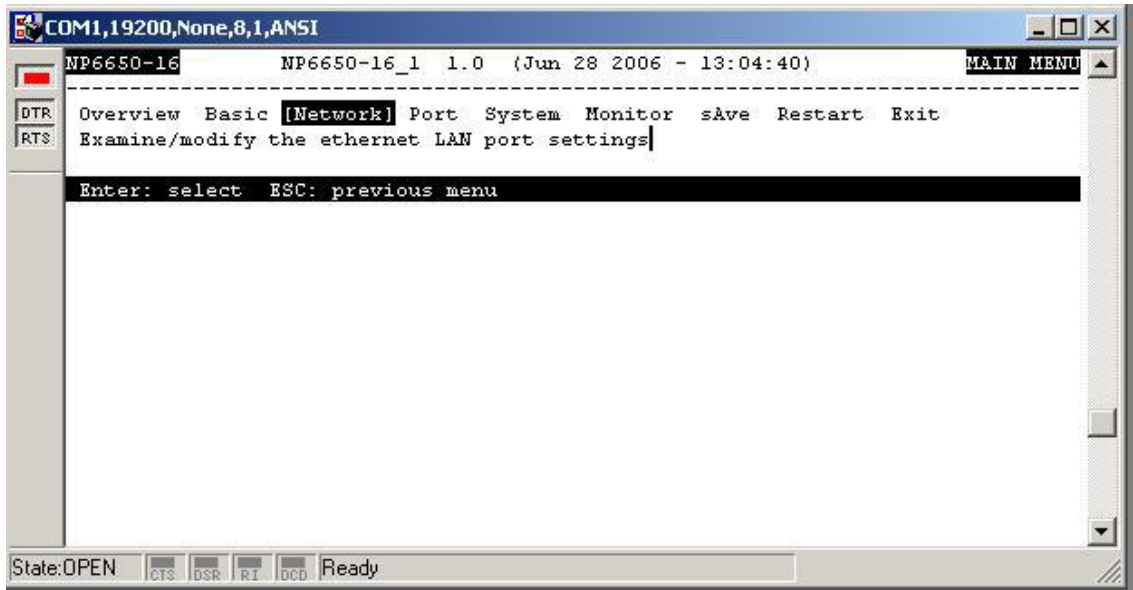 COM1,19200,None,8,1,ANSI
NP6650-16 NP6650-16_1 1.0 (Jun 28 2006 - 13:04:40) MAIN MENU
--------------------------------------------------------------------------------
DTR Overview Basic [Network] Port System Monitor sAve Restart Exit
RTS Examine/modify the ethernet LAN port settings
Enter: select ESC: previous menu
State:OPEN CTS DSR RI DCD Ready